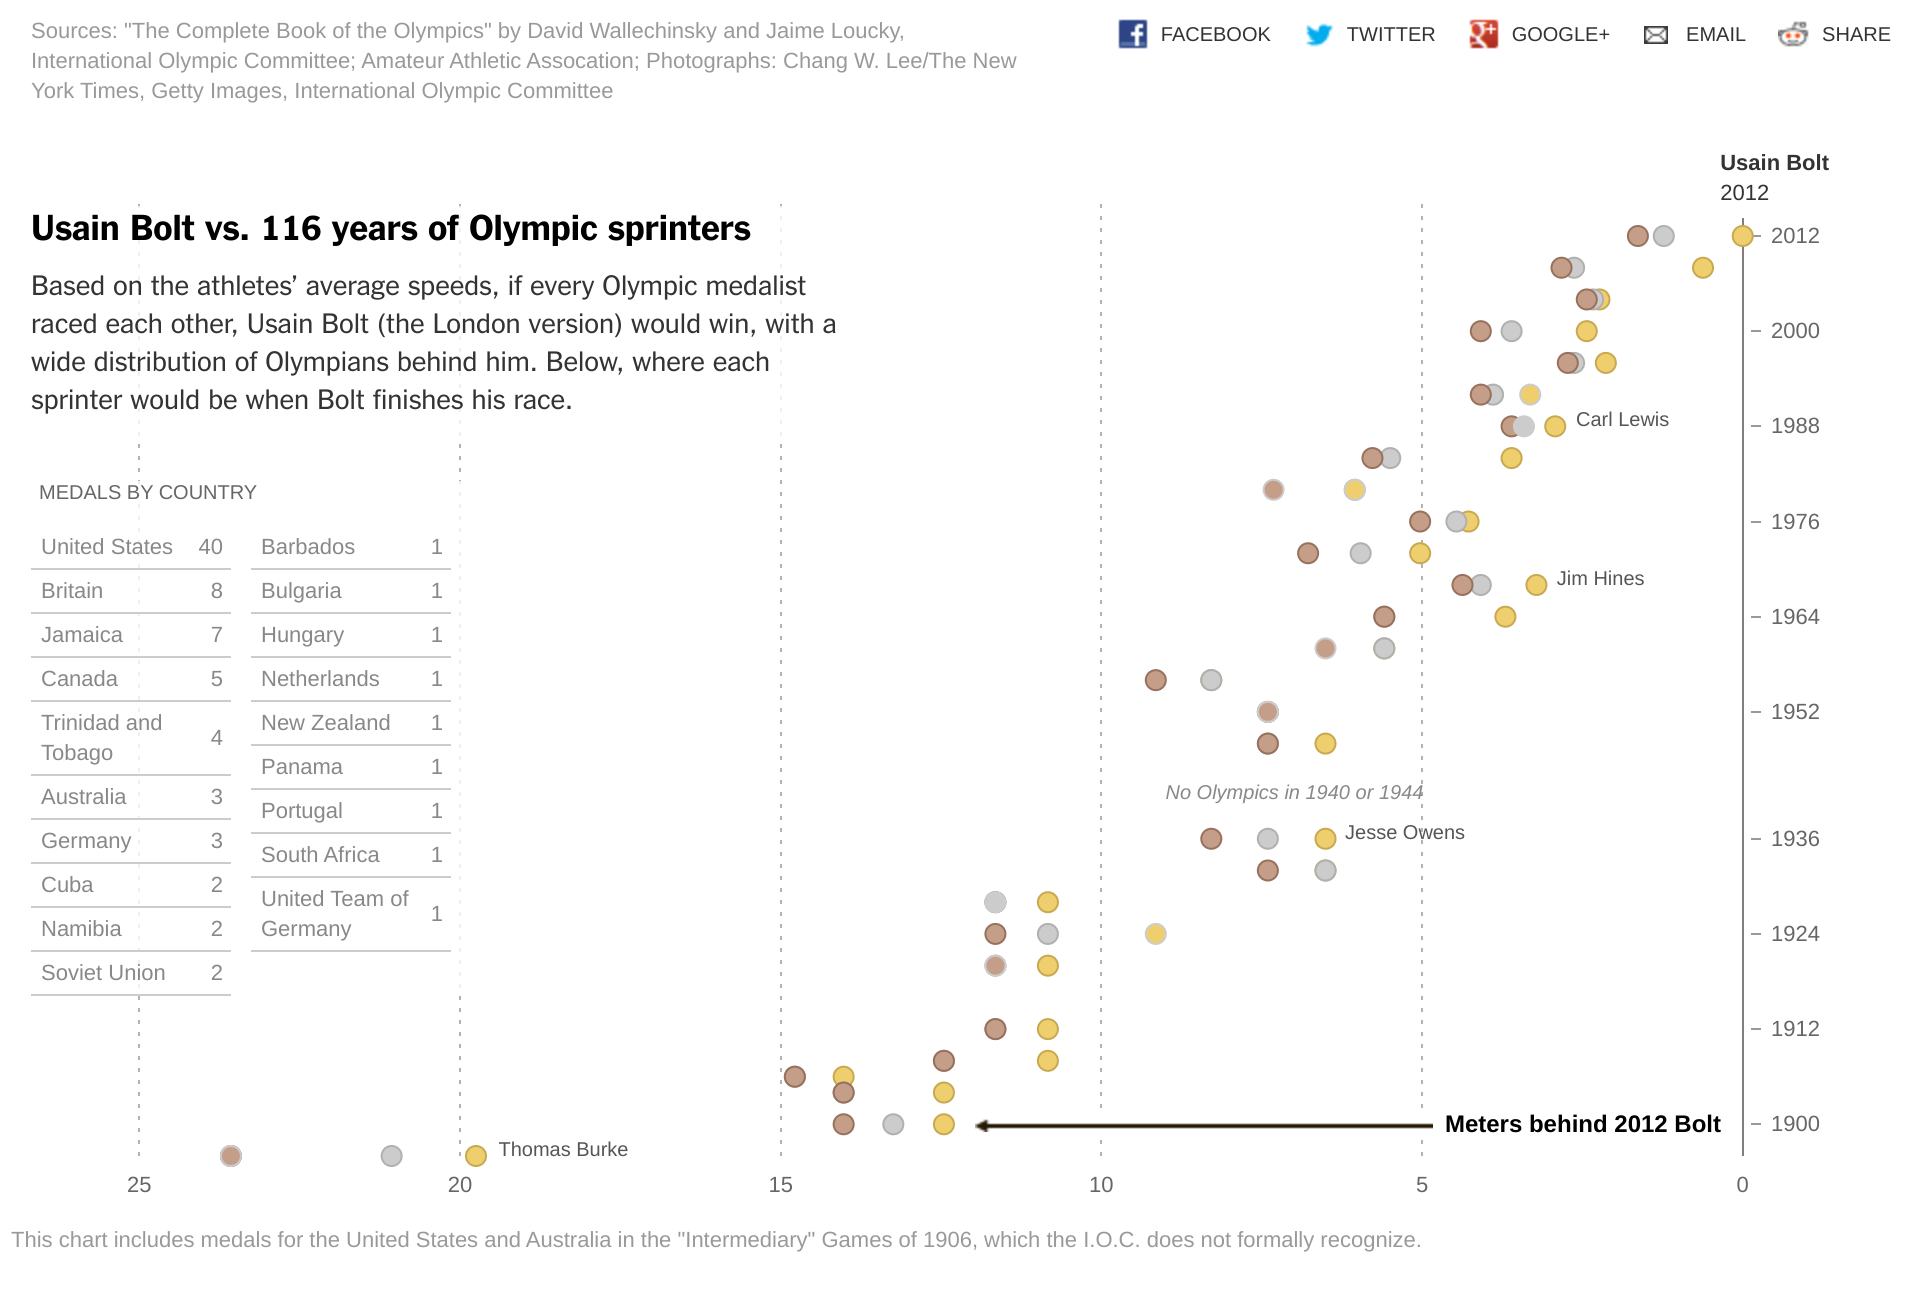 Sources: "The Complete Book of the Olympics" by David Wallechinsky and Jaime Loucky,
International Olympic Committee; Amateur Athletic Assocation; Photographs: Chang W. Lee/The New
York Times, Getty Images, International Olympic Committee
FACEBOOK TWITTER GOOGLE+ EMAIL SHARE
Usain Bolt
2012
Usain Bolt vs. 116 years of Olympic sprinters
Based on the athletes’ average speeds, if every Olympic medalist
raced each other, Usain Bolt (the London version) would win, with a
wide distribution of Olympians behind him. Below, where each
sprinter would be when Bolt finishes his race.
MEDALS BY COUNTRY
United States 40
Britain 8
Jamaica 7
Canada 5
Trinidad and
Tobago 4
Australia 3
Germany 3
Cuba 2
Namibia 2
Soviet Union 2
Barbados 1
Bulgaria 1
Hungary 1
Netherlands 1
New Zealand 1
Panama 1
Portugal 1
South Africa 1
United Team of
Germany 1
2012
2000
Carl Lewis
1988
1976
Jim Hines
1964
1952
No Olympics in 1940 or 1944
Jesse Owens
1936
1924
1912
Meters behind 2012 Bolt
1900
Thomas Burke
25 20 15 10 5 0
This chart includes medals for the United States and Australia in the "Intermediary" Games of 1906, which the I.O.C. does not formally recognize.